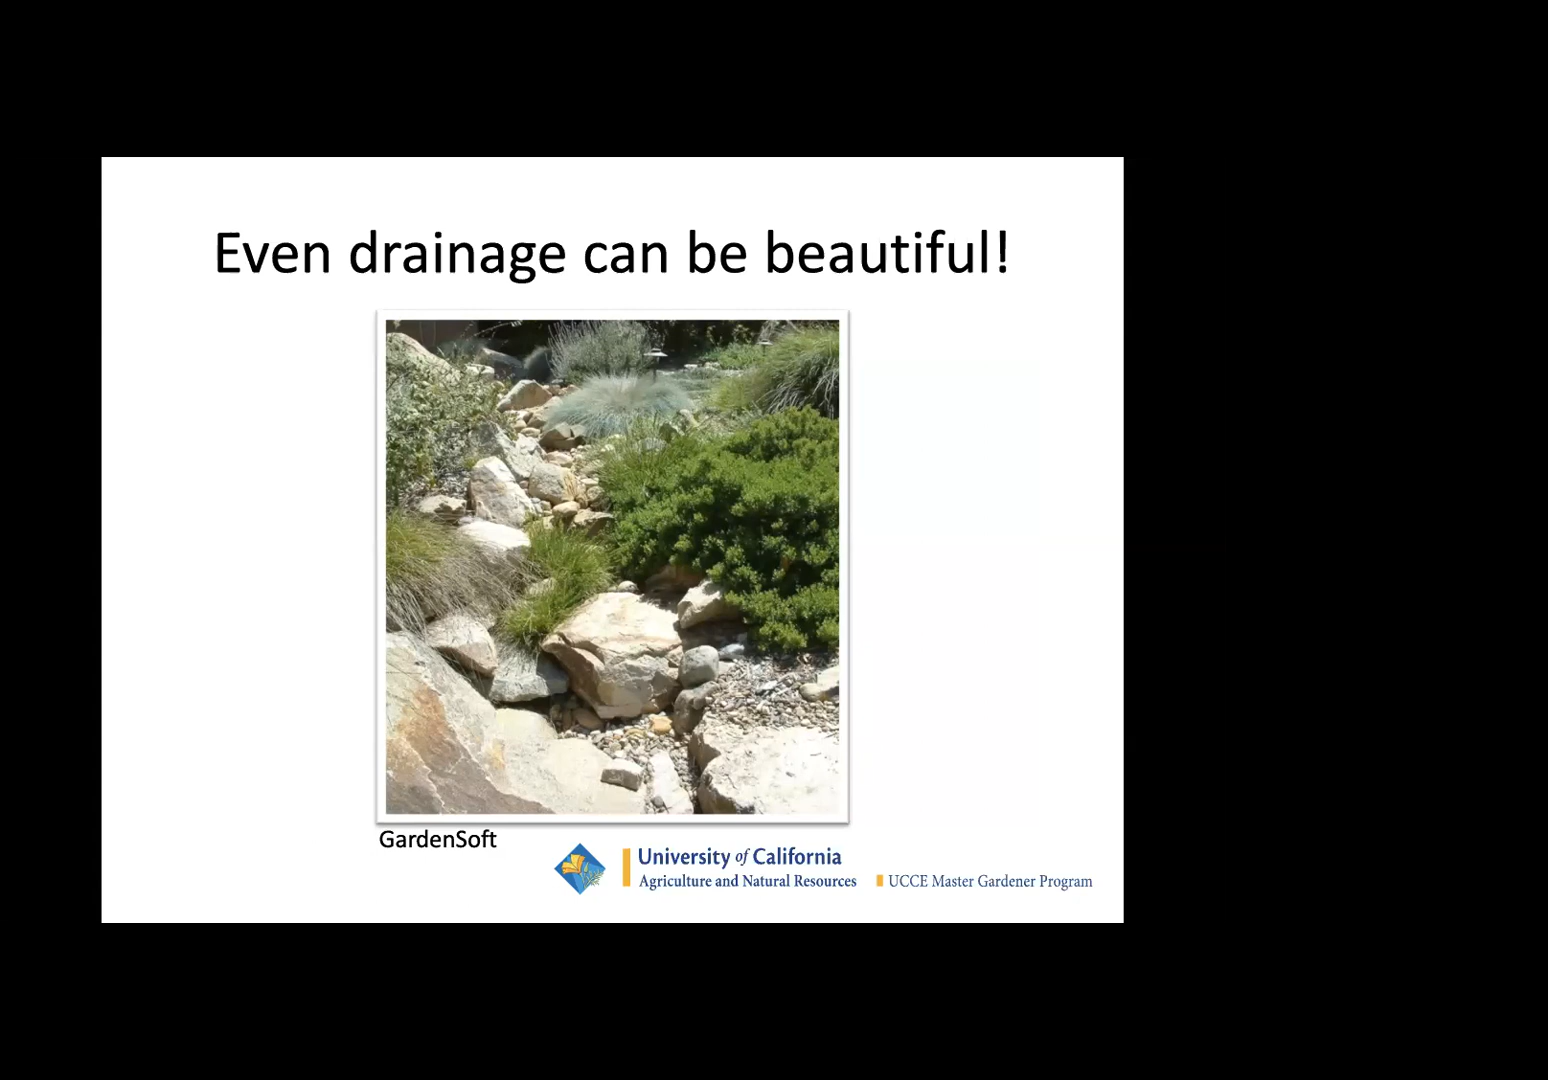 Even drainage can be beautiful!
GardenSoft
University of California
Agriculture and Natural Resources
UCCE Master Gardener Program